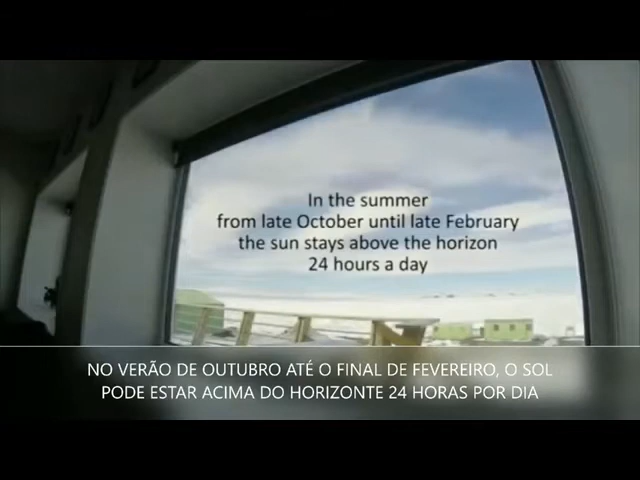 In the summer
from late October until late February
the sun stays above the horizon
24 hours a day
NO VERÃO DE OUTUBRO ATÉ O FINAL DE FEVEREIRO, O SOL
PODE ESTAR ACIMA DO HORIZONTE 24 HORAS POR DIA